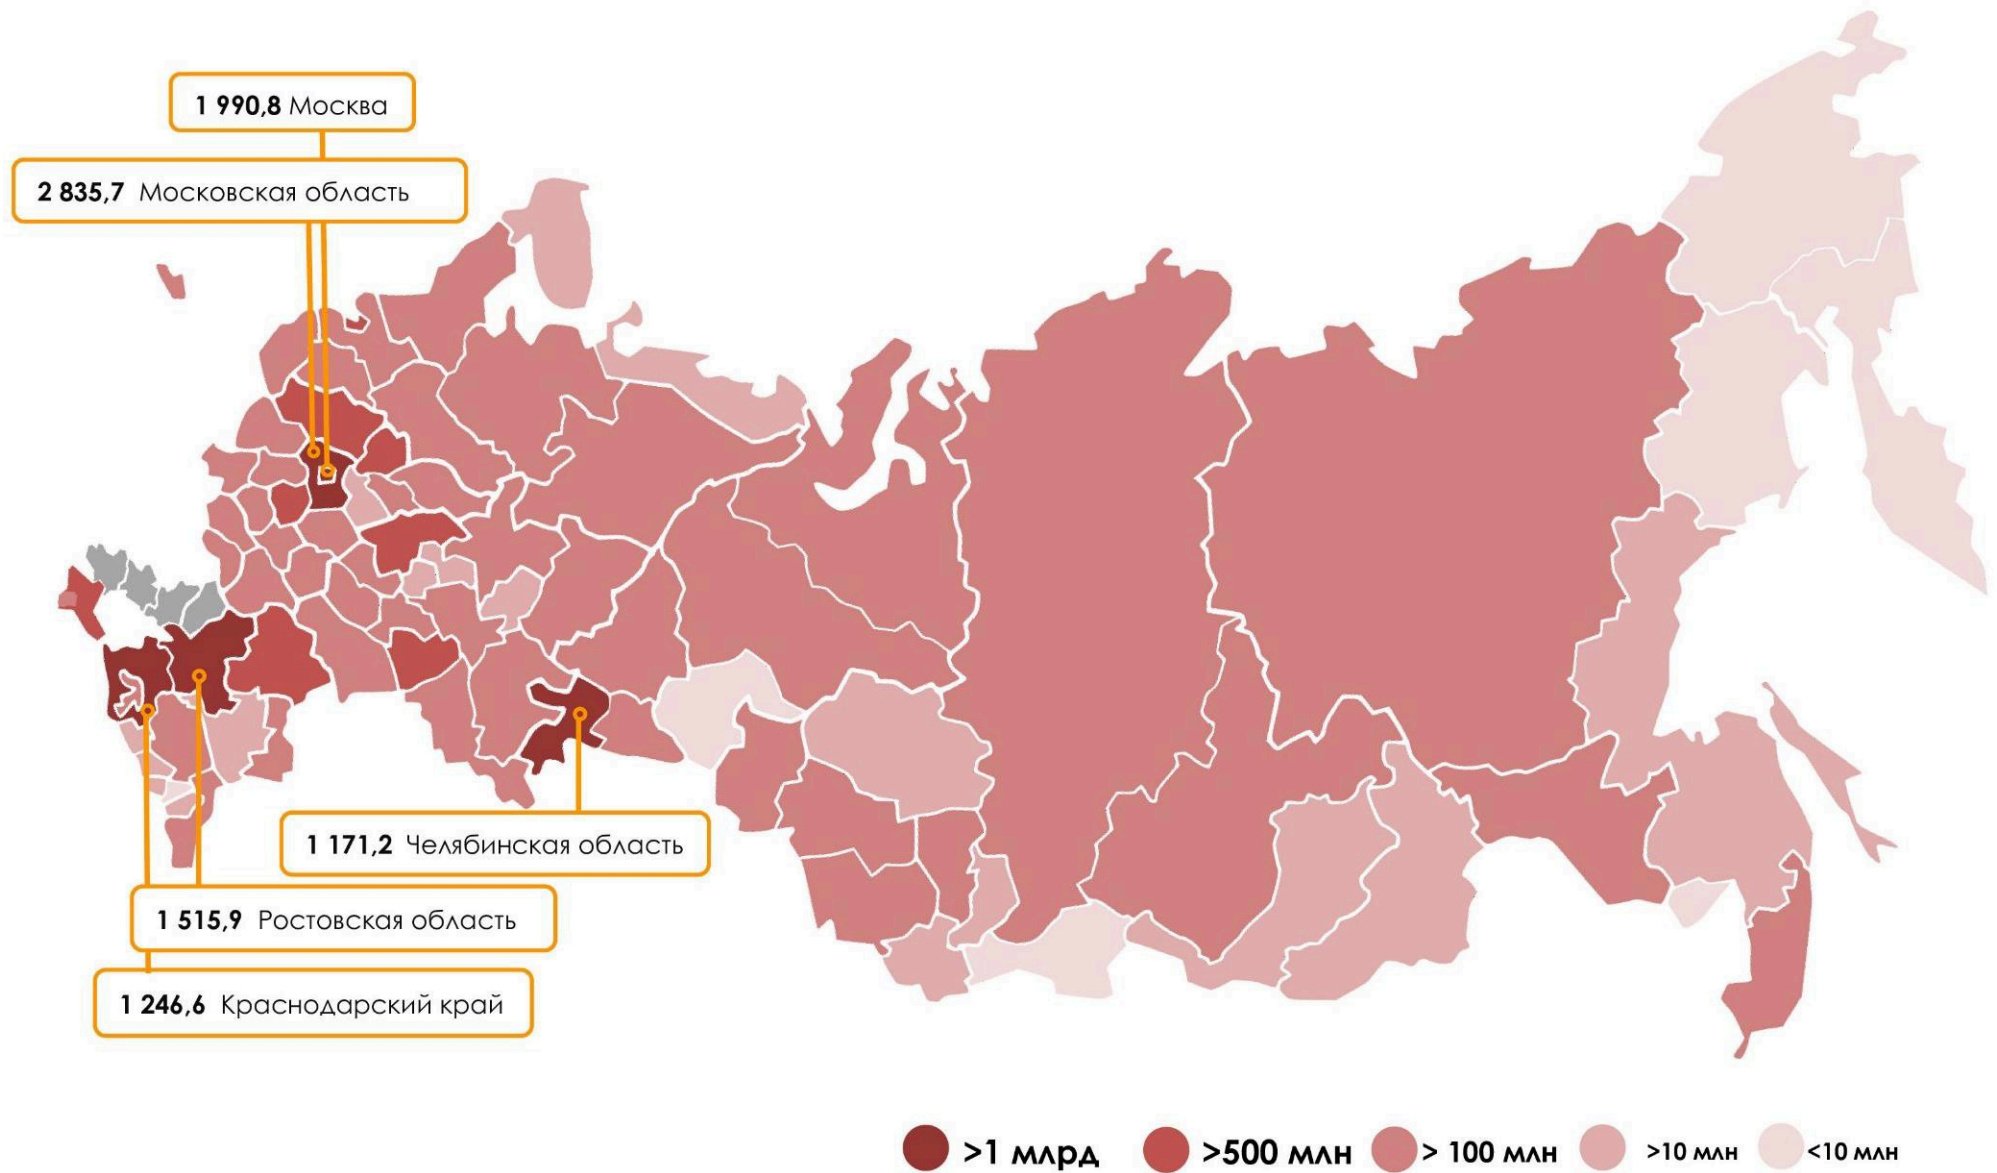 1 990,8 Москва
2 835,7 Московская область
1 171,2 Челябинская область
1 515,9 Ростовская область
1 246,6 Краснодарский край
>1 млрд >500 млн > 100 млн >10 млн <10 млн